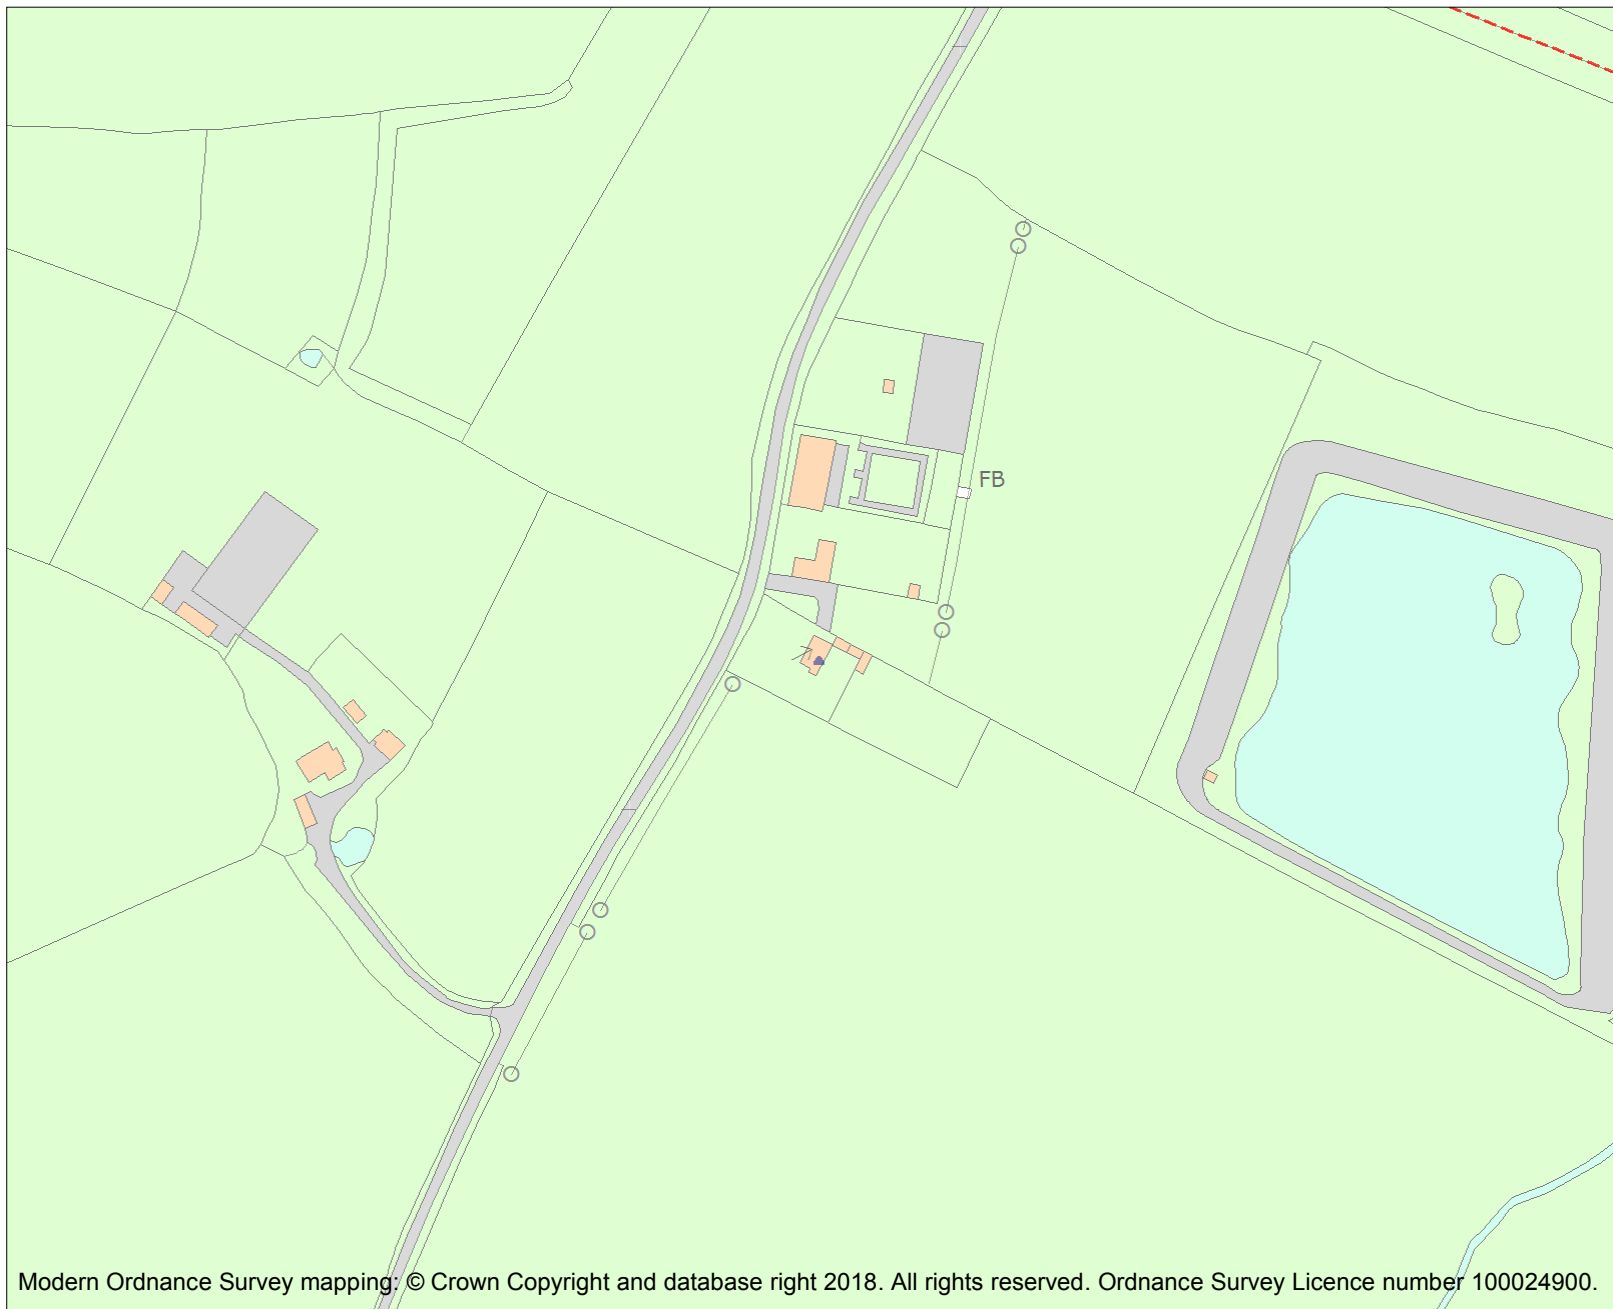 FB
Modern Ordnance Survey mapping: © Crown Copyright and database right 2018. All rights reserved. Ordnance Survey Licence number 100024900.